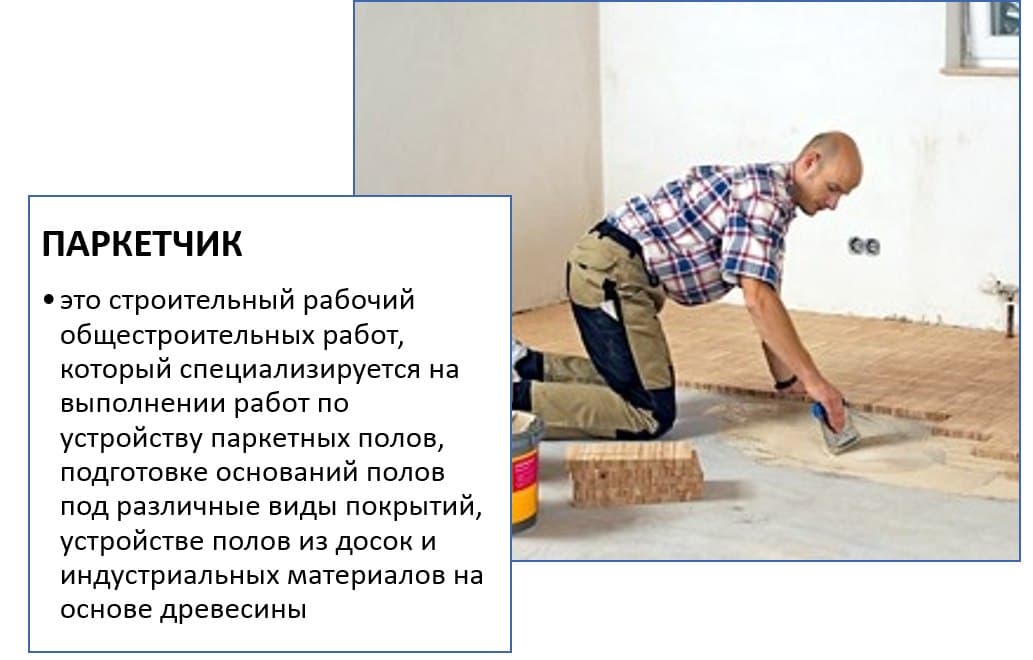 ПАРКЕТЧИК
• это строительный рабочий
общестроительных работ,
который специализируется на
выполнении работ по
устройству паркетных полов,
подготовке оснований полов
под различные виды покрытий,
устройстве полов из досок и
индустриальных материалов на
основе древесины